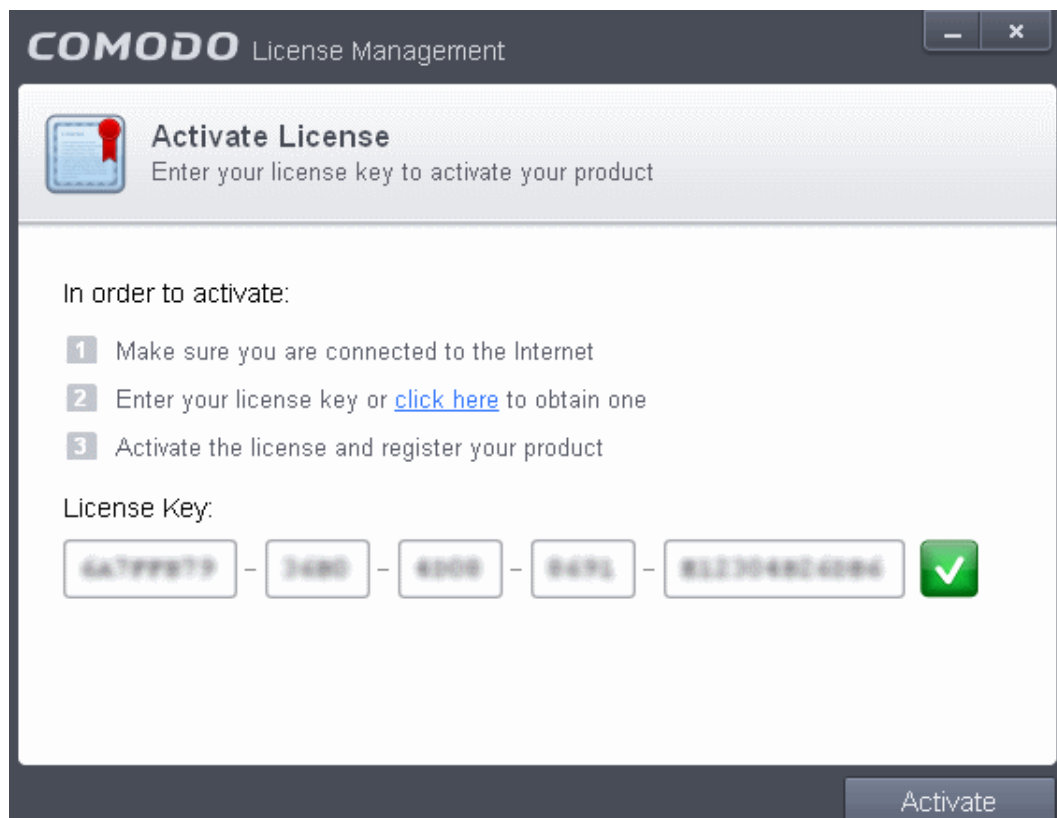 COMODO License Management
Activate License
Enter your license key to activate your product
In order to activate:
1 Make sure you are connected to the Internet
2 Enter your license key or click here to obtain one
3 Activate the license and register your product
License Key:
Activate